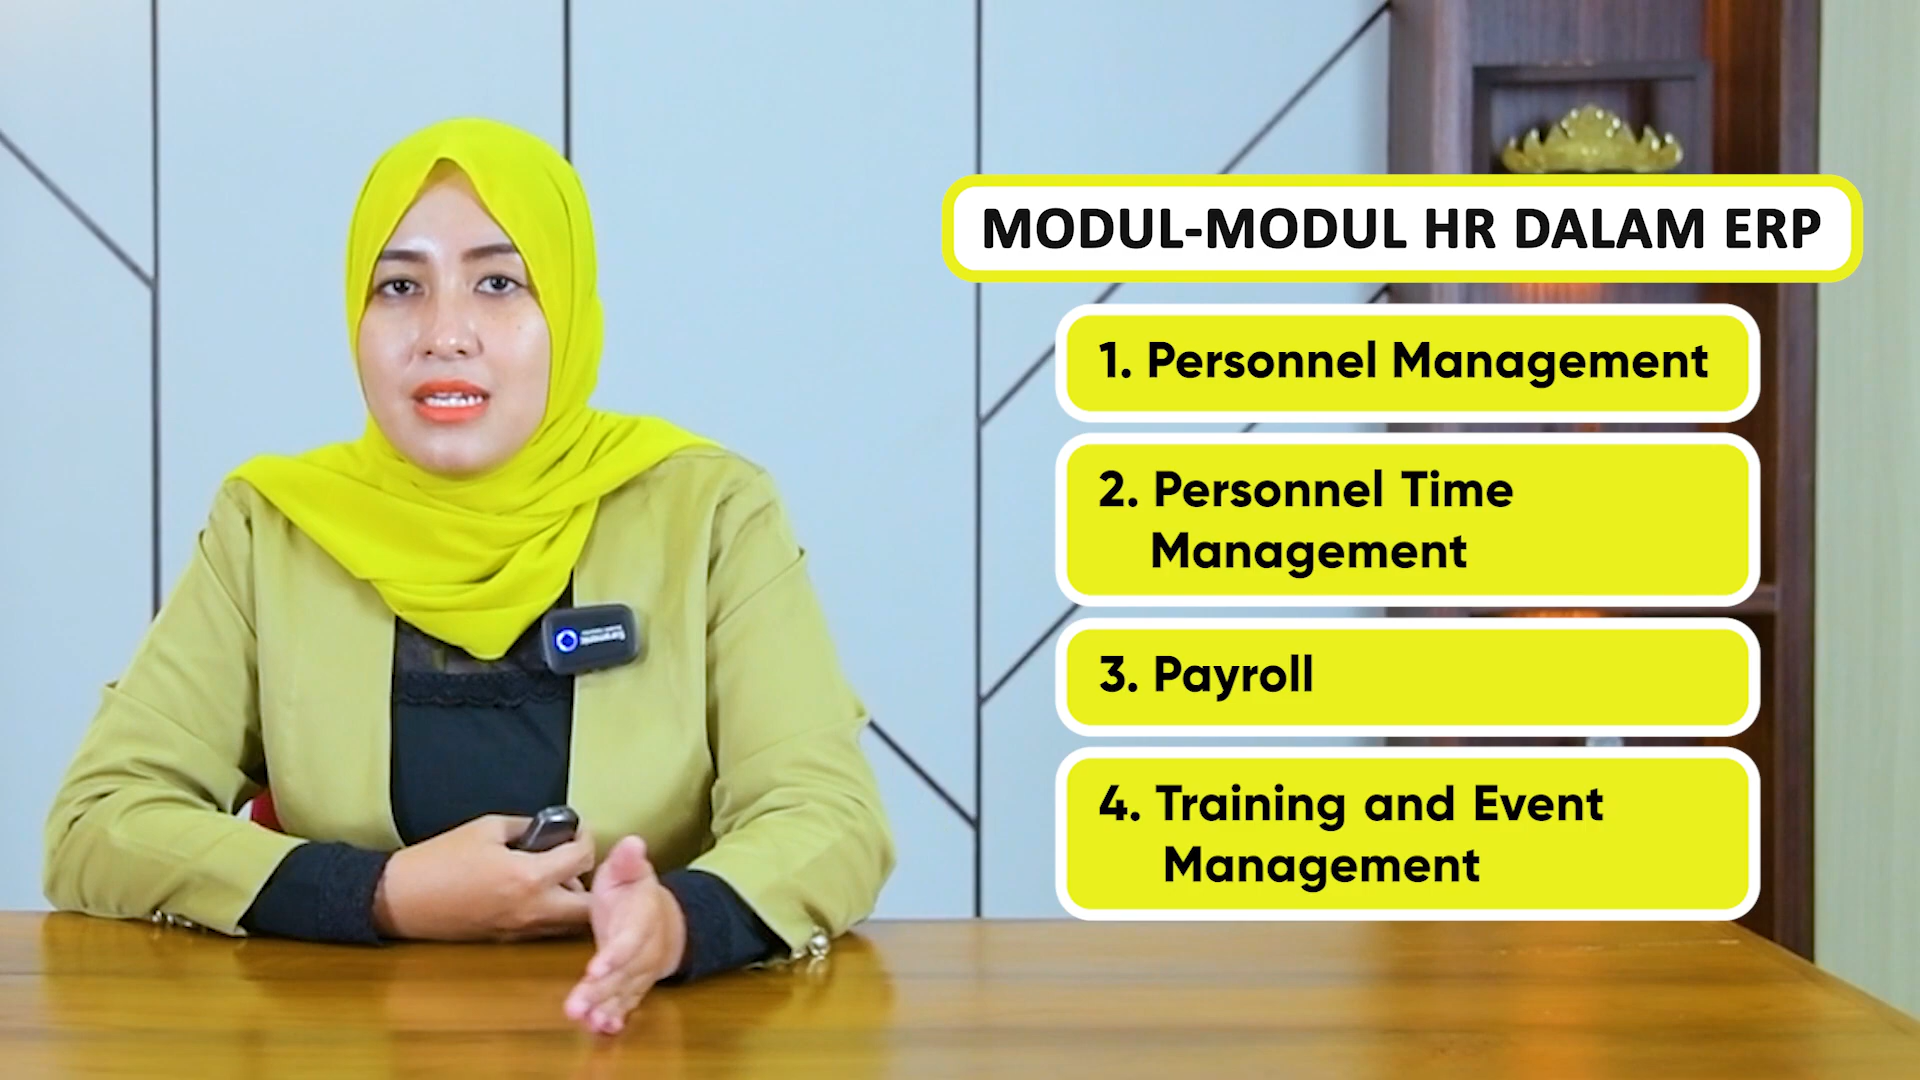 MODUL-MODUL HR DALAM ERP
1. Personnel Management
2. Personnel Time
Management
3. Payroll
4. Training and Event
Management